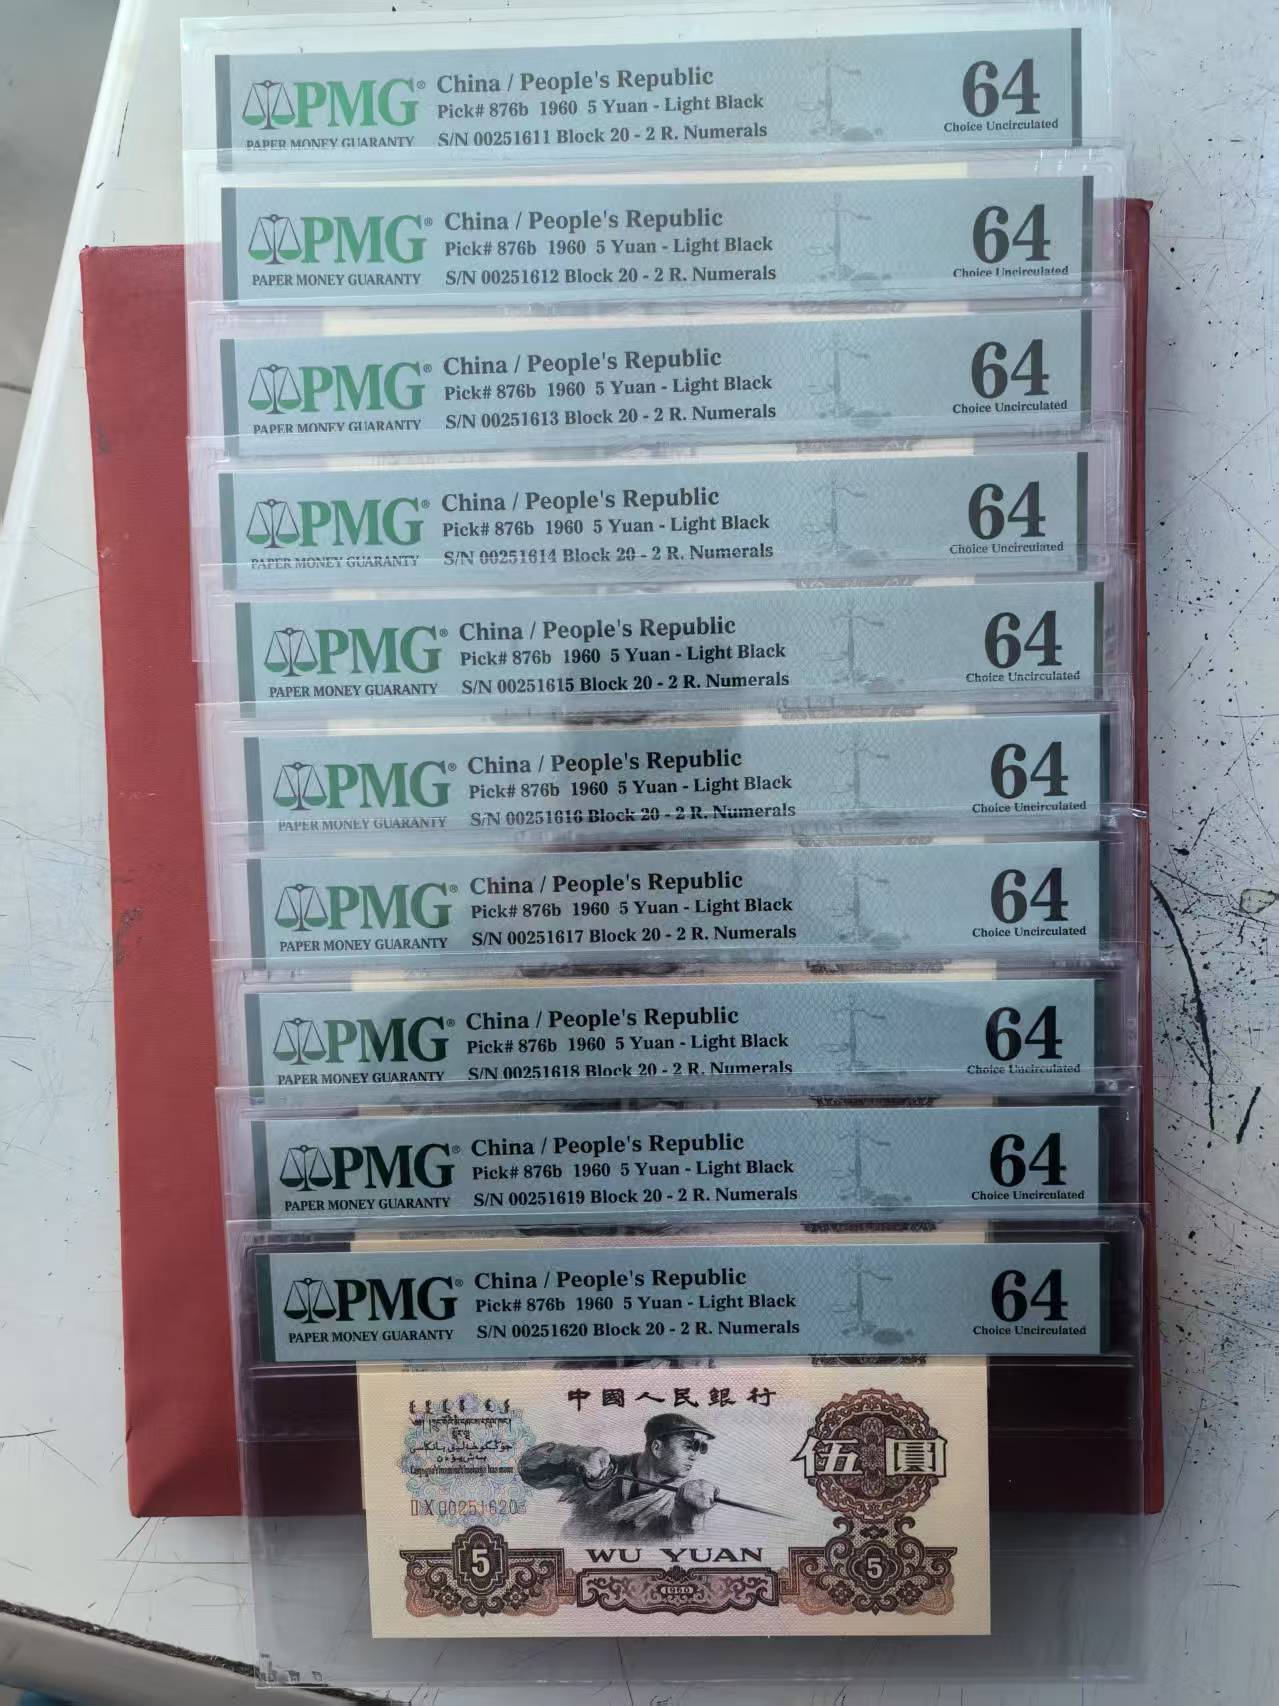 PMG® China / People's Republic 64
Pick# 876b 1960 5 Yuan - Light Black
PAPER MONEY GUARANTY S/N 00251611 Block 20 - 2 R. Numerals Choice Uncirculated
PMG® China / People's Republic 64
Pick# 876b 1960 5 Yuan - Light Black
PAPER MONEY GUARANTY S/N 00251612 Block 20 - 2 R. Numerals Choice Uncirculated
PMG® China / People's Republic 64
Pick# 876b 1960 5 Yuan - Light Black
PAPER MONEY GUARANTY S/N 00251613 Block 20 - 2 R. Numerals Choice Uncirculated
PMG® China / People's Republic 64
Pick# 876b 1960 5 Yuan - Light Black
PAPER MONEY GUARANTY S/N 00251614 Block 20 - 2 R. Numerals Choice Uncirculated
PMG® China / People's Republic 64
Pick# 876b 1960 5 Yuan - Light Black
PAPER MONEY GUARANTY S/N 00251615 Block 20 - 2 R. Numerals Choice Uncirculated
PMG® China / People's Republic 64
Pick# 876b 1960 5 Yuan - Light Black
PAPER MONEY GUARANTY S/N 00251616 Block 20 - 2 R. Numerals Choice Uncirculated
PMG® China / People's Republic 64
Pick# 876b 1960 5 Yuan - Light Black
PAPER MONEY GUARANTY S/N 00251617 Block 20 - 2 R. Numerals Choice Uncirculated
PMG® China / People's Republic 64
Pick# 876b 1960 5 Yuan - Light Black
PAPER MONEY GUARANTY S/N 00251618 Block 20 - 2 R. Numerals Choice Uncirculated
PMG® China / People's Republic 64
Pick# 876b 1960 5 Yuan - Light Black
PAPER MONEY GUARANTY S/N 00251619 Block 20 - 2 R. Numerals Choice Uncirculated
PMG® China / People's Republic 64
Pick# 876b 1960 5 Yuan - Light Black
PAPER MONEY GUARANTY S/N 00251620 Block 20 - 2 R. Numerals Choice Uncirculated
中國人民銀行
伍圓
II X 00251620
WU YUAN
5 5
1960